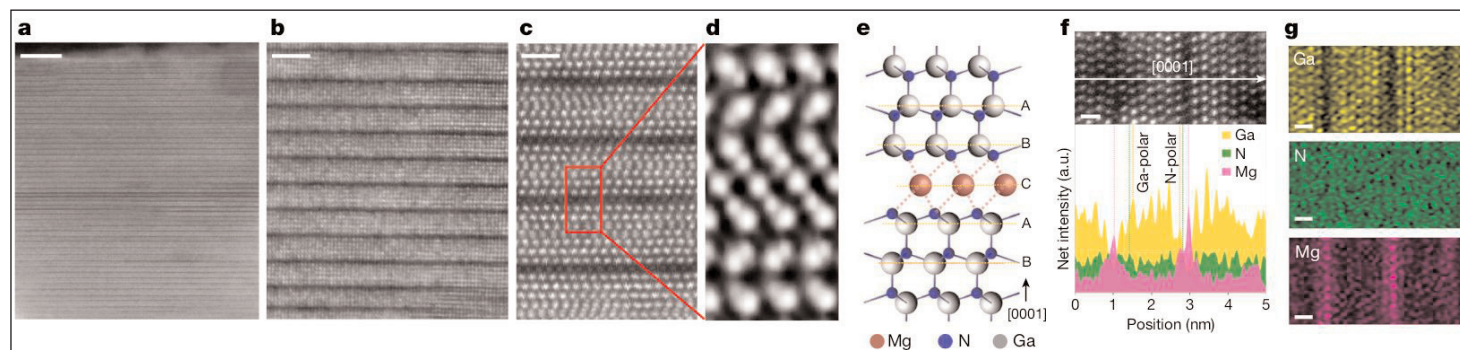 a
b
c
d
e
f
g
A
B
C
A
B
[0001]
Mg N Ga
[0001]
Net intensity (a.u.)
Ga-polar
N-polar
Ga
N
Mg
0 1 2 3 4 5
Position (nm)
Ga
N
Mg